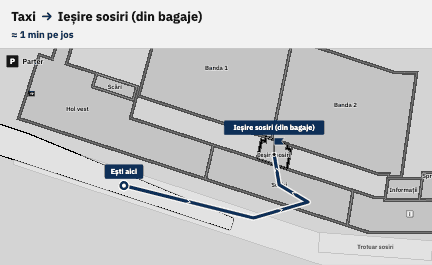 Taxi → Ieșire sosiri (din bagaje)
≈ 1 min pe jos
P Parter
Banda 1
Scări
Banda 2
Hol vest
Ieșire sosiri (din bagaje)
Ești aici
Informații
i
Trotuar sosiri